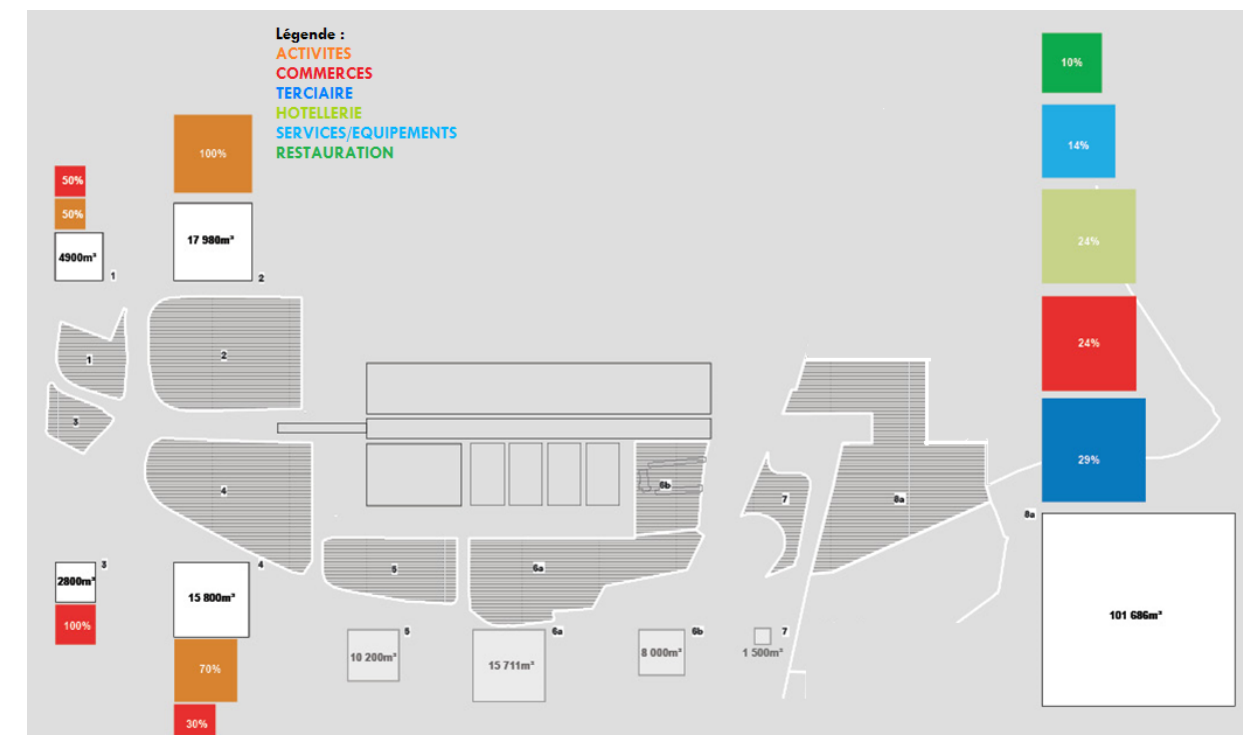 Légende :
ACTIVITES
COMMERCES
TERCIAIRE
HOTELLERIE
SERVICES/EQUIPEMENTS
RESTAURATION
100%
50%
50%
17 980m²
4900m²
1
2
10%
14%
24%
24%
29%
8a
101 686m²
1
2
3
4
5
6a
6b
7
8a
3
2800m²
100%
4
15 800m²
70%
30%
5
10 200m²
6a
15 711m²
6b
8 000m²
7
1 500m²